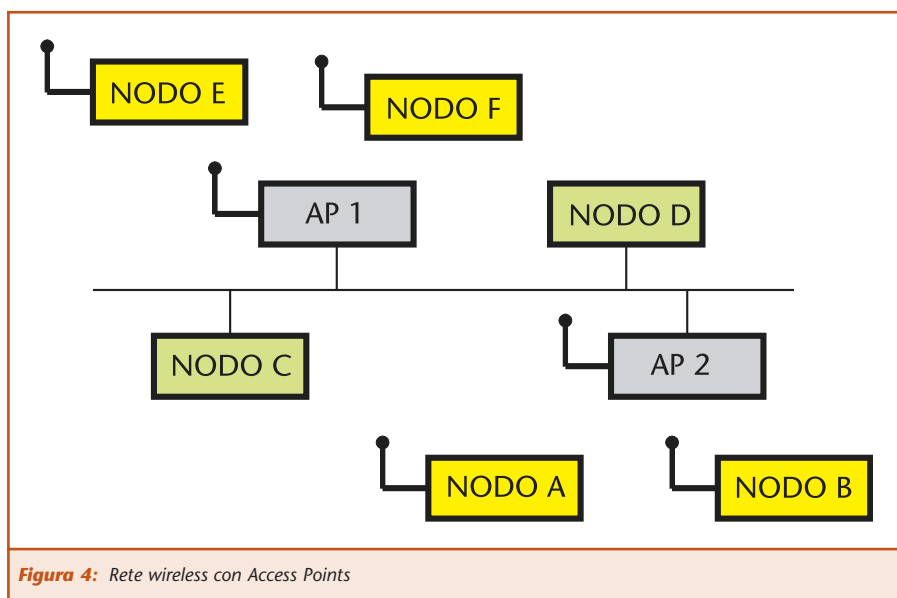 NODO E
NODO F
AP 1
NODO D
NODO C
AP 2
NODO A
NODO B
Figura 4: Rete wireless con Access Points